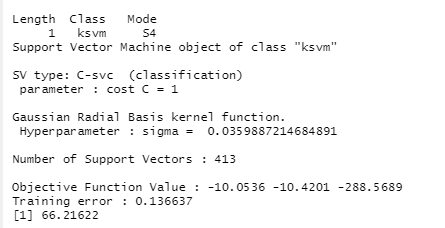 Length Class Mode
1 ksvm S4
Support Vector Machine object of class "ksvm"
SV type: C-svc (classification)
parameter : cost C = 1
Gaussian Radial Basis kernel function.
Hyperparameter : sigma = 0.0359887214684891
Number of Support Vectors : 413
Objective Function Value : -10.0536 -10.4201 -288.5689
Training error : 0.136637
[1] 66.21622